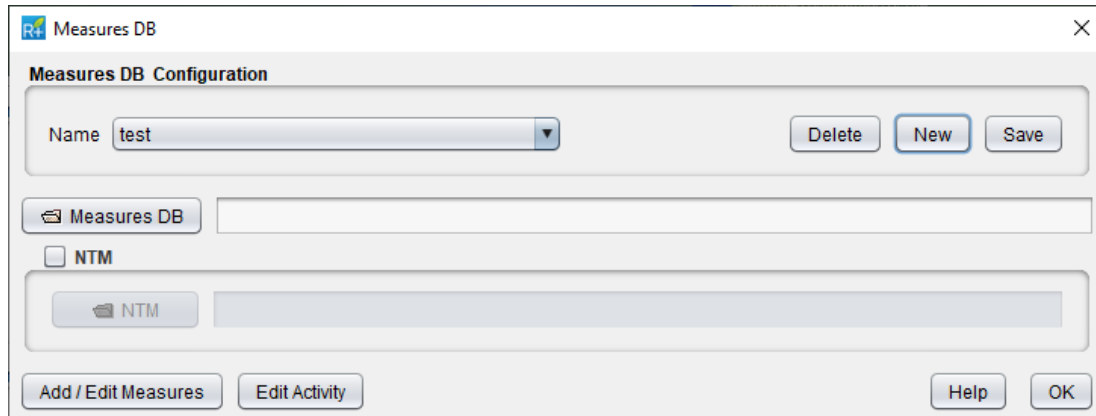 R+ Measures DB
Measures DB Configuration
Name test Delete New Save
Measures DB
NTM
NTM
Add / Edit Measures Edit Activity Help OK